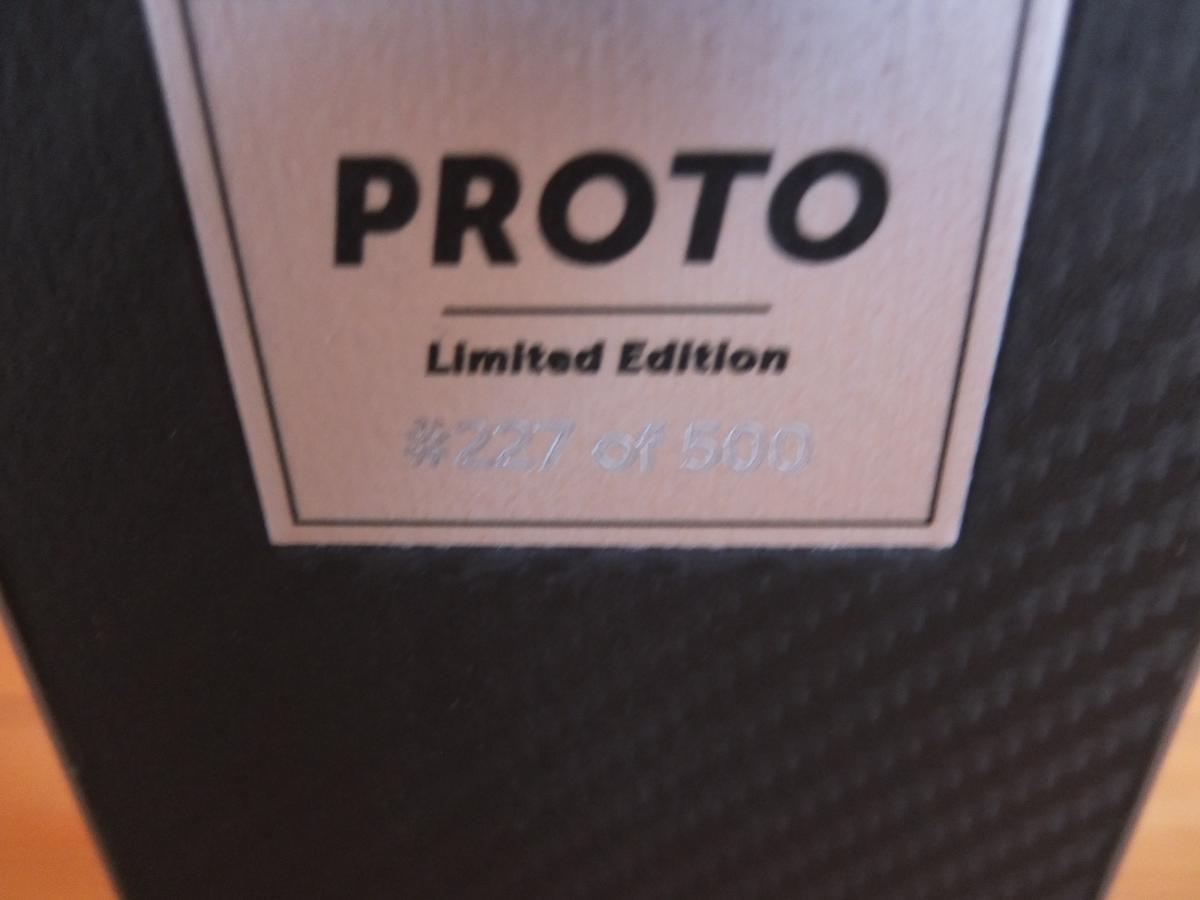 PROTO
Limited Edition
#227 of 500